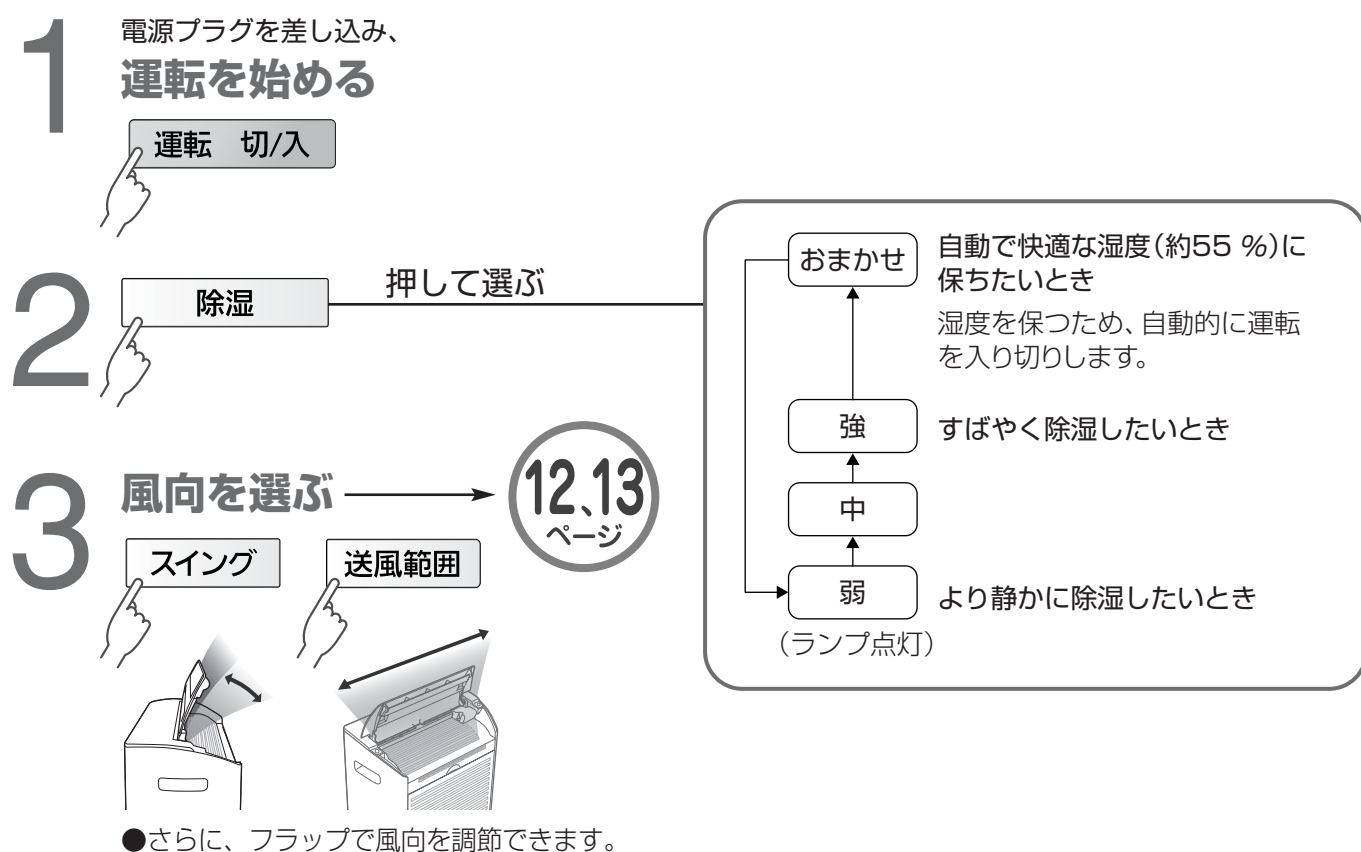 1
電源プラグを差し込み、
運転を始める
運転 切/入
2
除湿
押して選ぶ
おまかせ
自動で快適な湿度(約55 %)に
保ちたいとき
湿度を保つため、自動的に運転
を入り切りします。
強
すばやく除湿したいとき
中
弱
より静かに除湿したいとき
(ランプ点灯)
3
風向を選ぶ
12、13
ページ
スイング
送風範囲
●さらに、フラップで風向を調節できます。